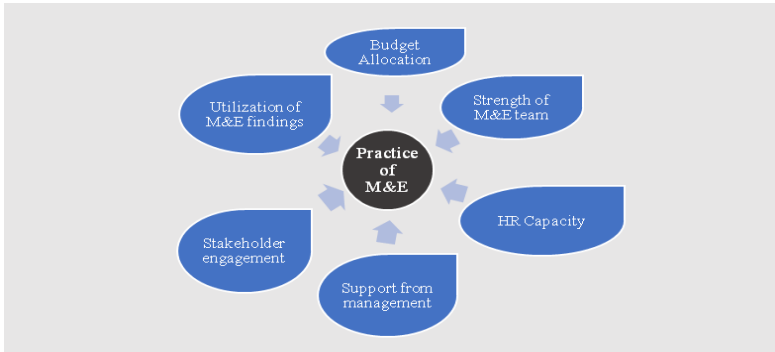 Budget
Allocation
Strength of
M&E team
HR Capacity
Support from
management
Stakeholder
engagement
Utilization of
M&E findings
Practice
of
M&E